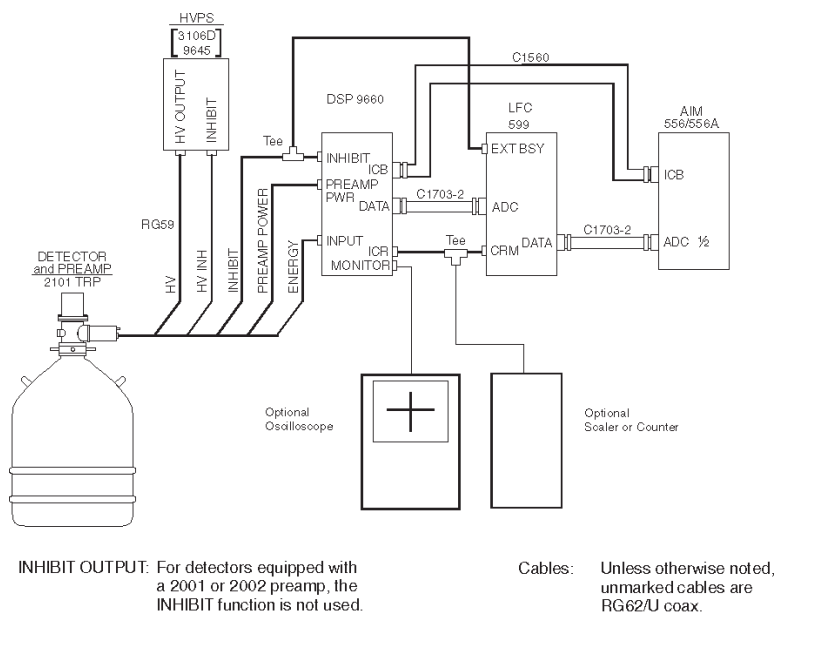 HVPS
3106D
9645
HV OUTPUT
INHIBIT
C1560
DSP 9660
LFC
599
AIM
556/556A
Tee
INHIBIT
ICB
PREAMP
PWR
DATA
INPUT
ICR
MONITOR
EXT BSY
ADC
DATA
CRM
C1703-2
C1703-2
Tee
ICB
ADC ½
RG59
HV
HV INH
INHIBIT
PREAMP POWER
ENERGY
DETECTOR
and PREAMP
2101 TRP
Optional
Oscilloscope
Optional
Scaler or Counter
INHIBIT OUTPUT: For detectors equipped with
a 2001 or 2002 preamp, the
INHIBIT function is not used.
Cables: Unless otherwise noted,
unmarked cables are
RG62/U coax.